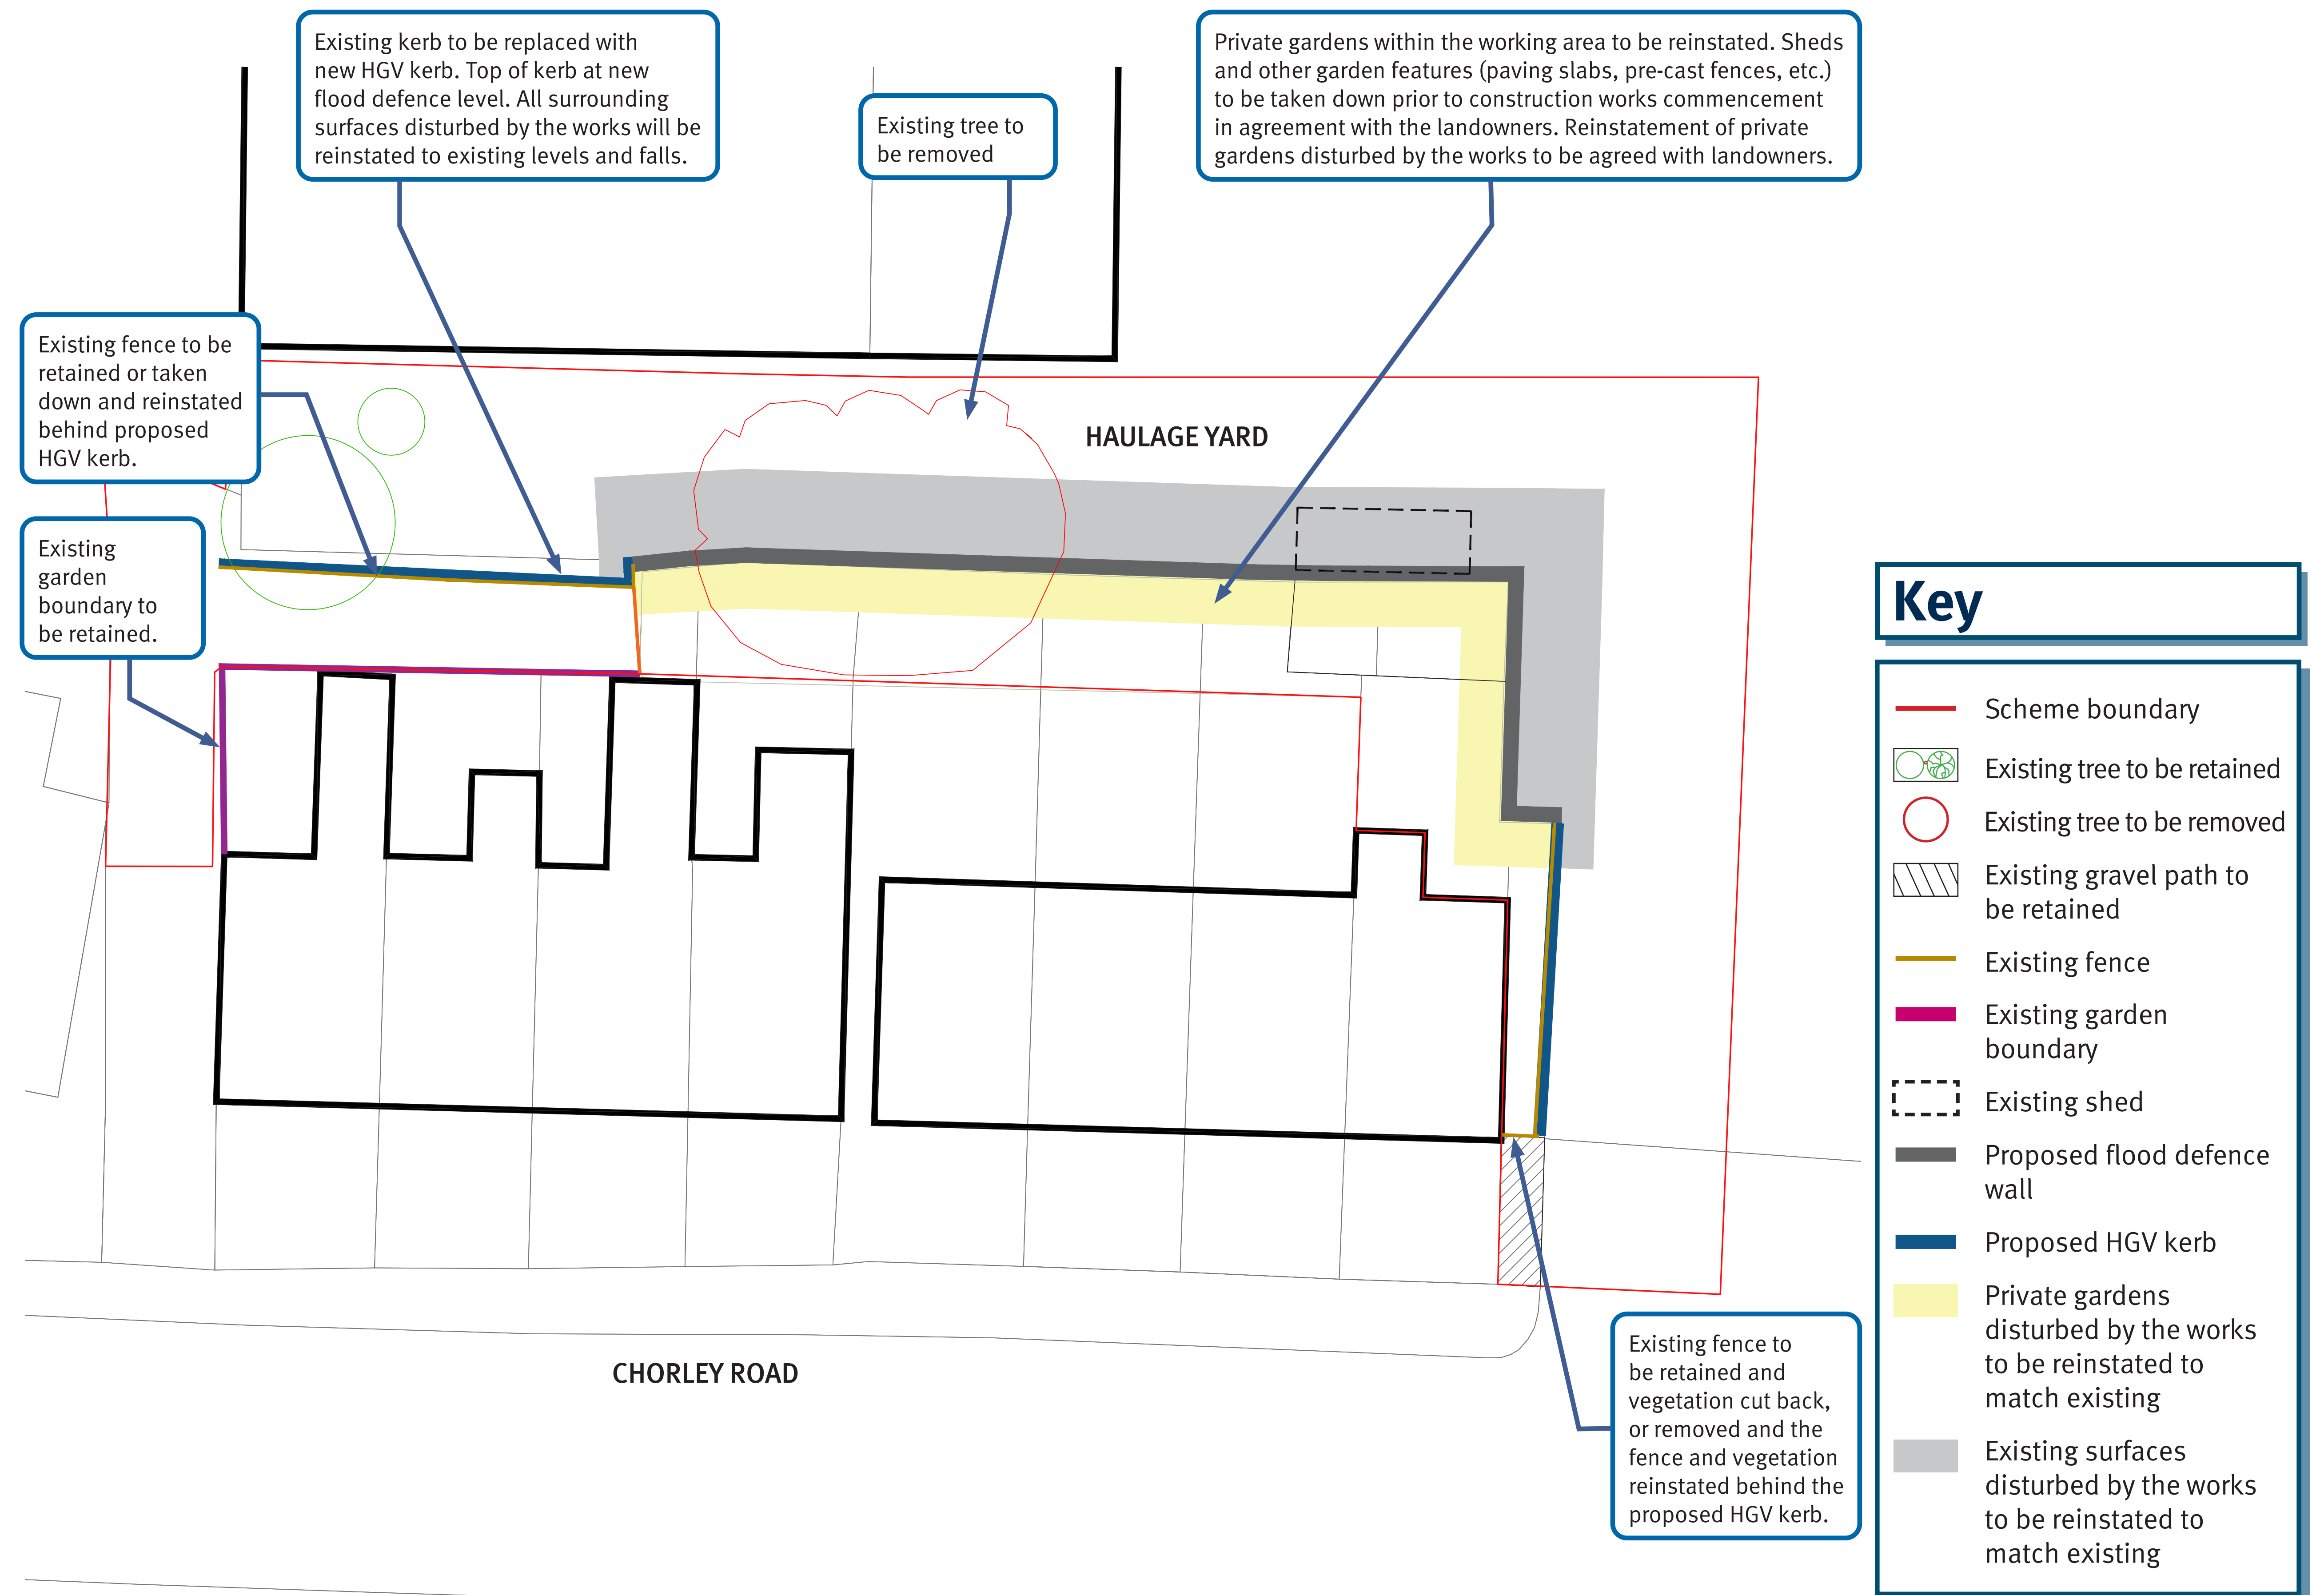 Existing kerb to be replaced with
new HGV kerb. Top of kerb at new
flood defence level. All surrounding
surfaces disturbed by the works will be
reinstated to existing levels and falls.
Existing tree to
be removed
Private gardens within the working area to be reinstated. Sheds
and other garden features (paving slabs, pre-cast fences, etc.)
to be taken down prior to construction works commencement
in agreement with the landowners. Reinstatement of private
gardens disturbed by the works to be agreed with landowners.
Existing fence to be
retained or taken
down and reinstated
behind proposed
HGV kerb.
HAULAGE YARD
Existing
garden
boundary to
be retained.
CHORLEY ROAD
Existing fence to
be retained and
vegetation cut back,
or removed and the
fence and vegetation
reinstated behind the
proposed HGV kerb.
Key
Scheme boundary
Existing tree to be retained
Existing tree to be removed
Existing gravel path to
be retained
Existing fence
Existing garden
boundary
Existing shed
Proposed flood defence
wall
Proposed HGV kerb
Private gardens
disturbed by the works
to be reinstated to
match existing
Existing surfaces
disturbed by the works
to be reinstated to
match existing